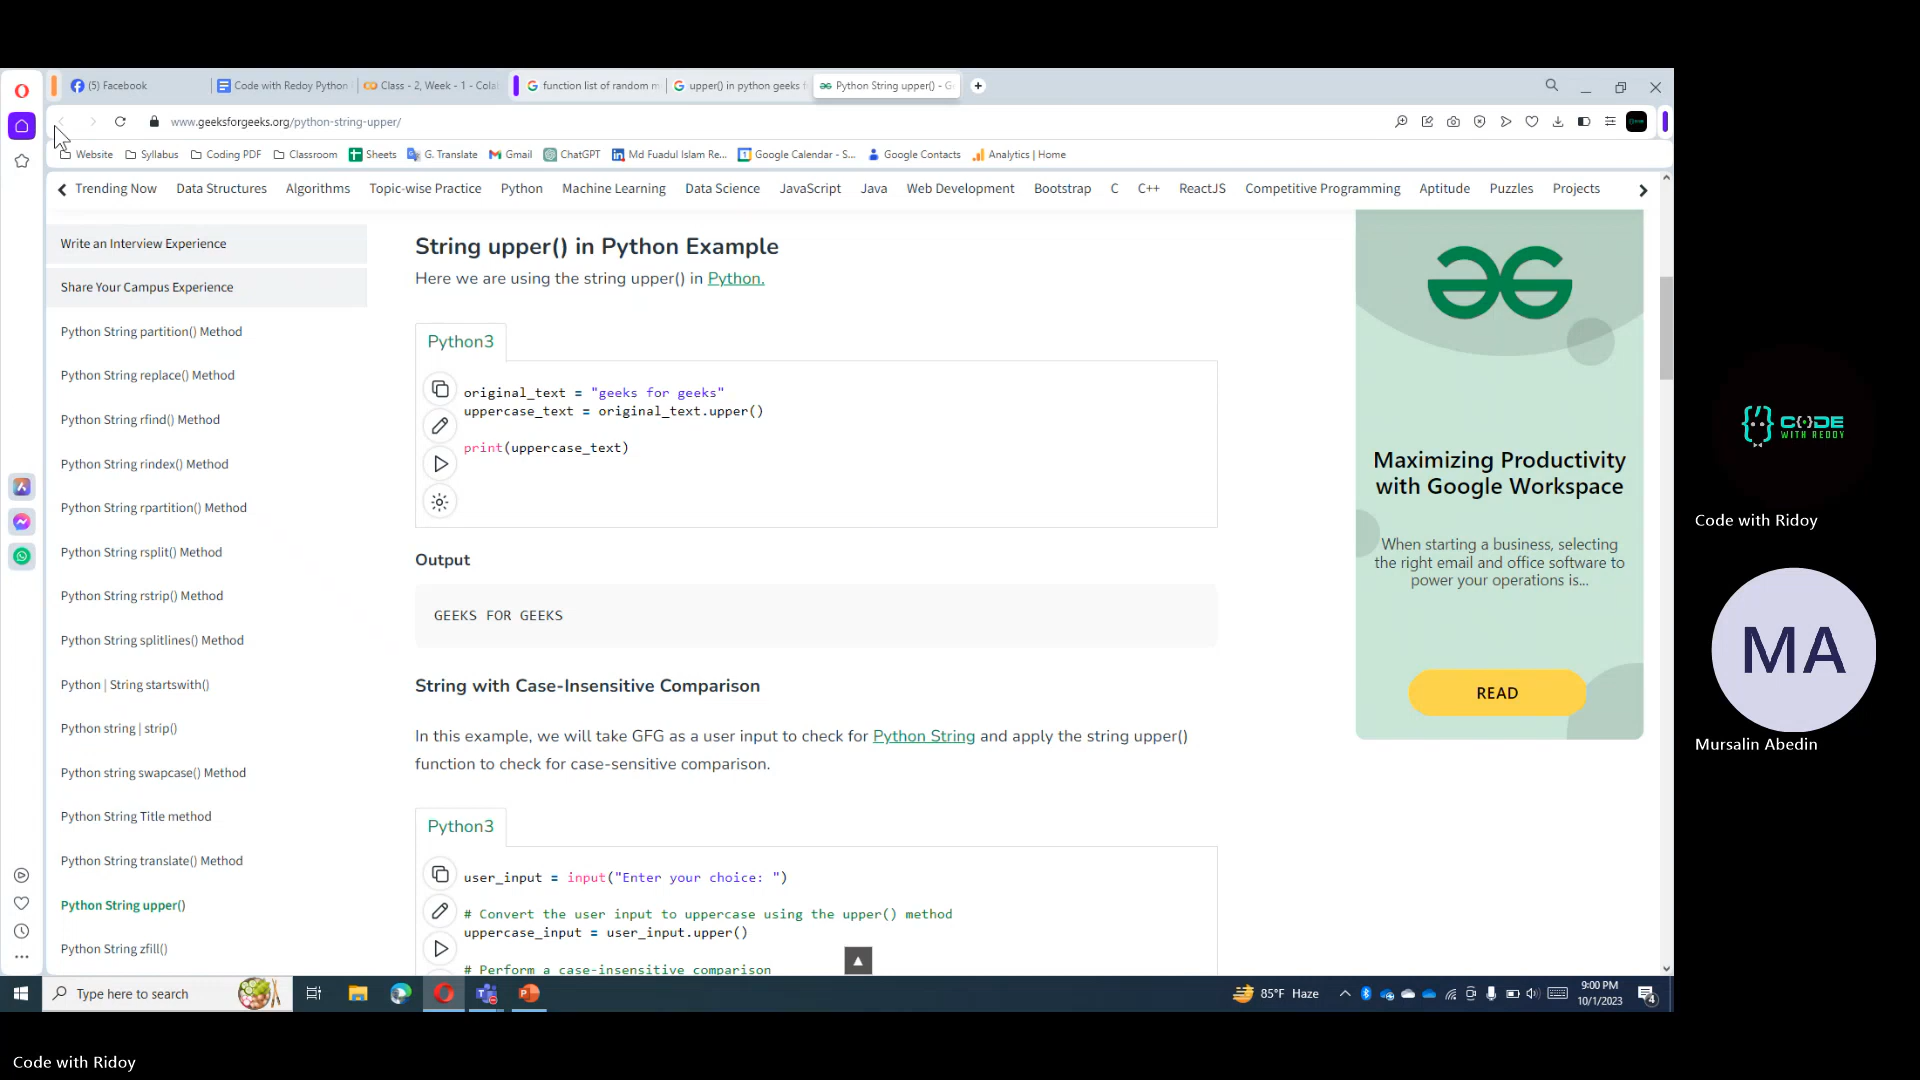 (5) Facebook
Code with Redoy Python
Class - 2, Week - 1 - Cola
function list of random m
upper() in python geeks f
Python String upper() - G
www.geeksforgeeks.org/python-string-upper/
Website
Syllabus
Coding PDF
Classroom
Sheets
G. Translate
Gmail
ChatGPT
Md Fuadul Islam Re...
Google Calendar - S...
Google Contacts
Analytics | Home
Trending Now
Data Structures
Algorithms
Topic-wise Practice
Python
Machine Learning
Data Science
JavaScript
Java
Web Development
Bootstrap
C
C++
ReactJS
Competitive Programming
Aptitude
Puzzles
Projects
Write an Interview Experience
Share Your Campus Experience
Python String partition() Method
Python String replace() Method
Python String rfind() Method
Python String rindex() Method
Python String rpartition() Method
Python String rsplit() Method
Python String rstrip() Method
Python String splitlines() Method
Python | String startswith()
Python string | strip()
Python string swapcase() Method
Python String Title method
Python String translate() Method
Python String upper()
Python String zfill()
String upper() in Python Example
Here we are using the string upper() in Python.
Python3
original_text = "geeks for geeks"
uppercase_text = original_text.upper()
print(uppercase_text)
Output
GEEKS FOR GEEKS
String with Case-Insensitive Comparison
In this example, we will take GFG as a user input to check for Python String and apply the string upper()
function to check for case-sensitive comparison.
Python3
user_input = input("Enter your choice: ")
# Convert the user input to uppercase using the upper() method
uppercase_input = user_input.upper()
# Perform a case-insensitive comparison
Maximizing Productivity
with Google Workspace
When starting a business, selecting
the right email and office software to
power your operations is...
READ
CODE
WITH REDOY
Code with Ridoy
MA
Mursalin Abedin
Type here to search
85°F Haze
9:00 PM
10/1/2023
4
Code with Ridoy